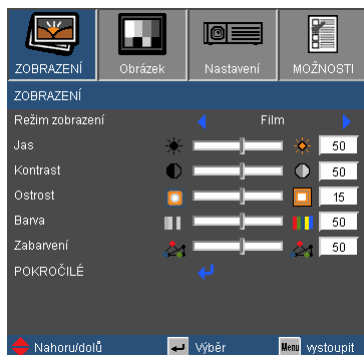 ZOBRAZENÍ Obrázek Nastavení MOŽNOSTI
ZOBRAZENÍ
Režim zobrazení Film
Jas 50
Kontrast 50
Ostrost 15
Barva 50
Zabarvení 50
POKROČILÉ
Nahoru/dolů Výběr Menu vystoupit